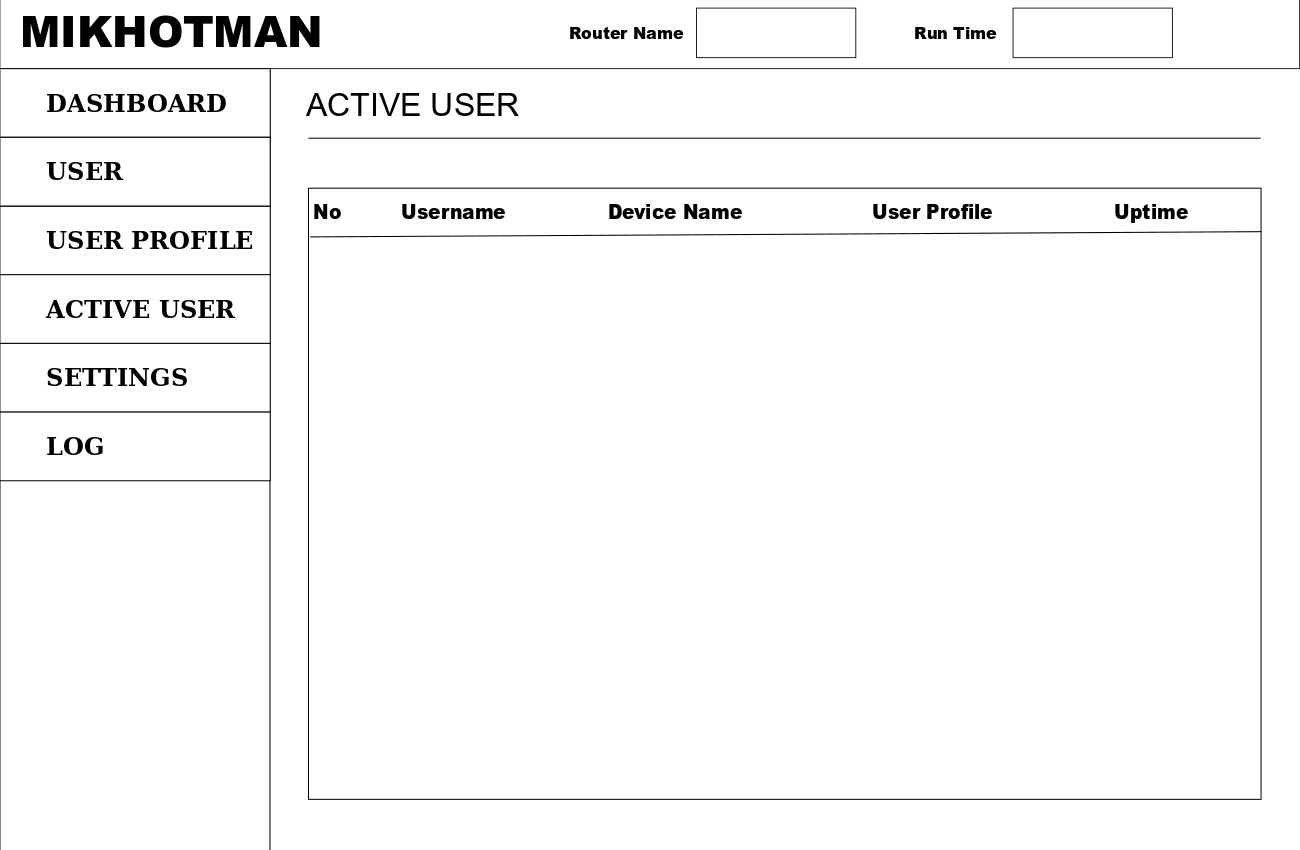 MIKHOTMAN Router Name Run Time
DASHBOARD
USER
USER PROFILE
ACTIVE USER
SETTINGS
LOG
ACTIVE USER
No Username Device Name User Profile Uptime